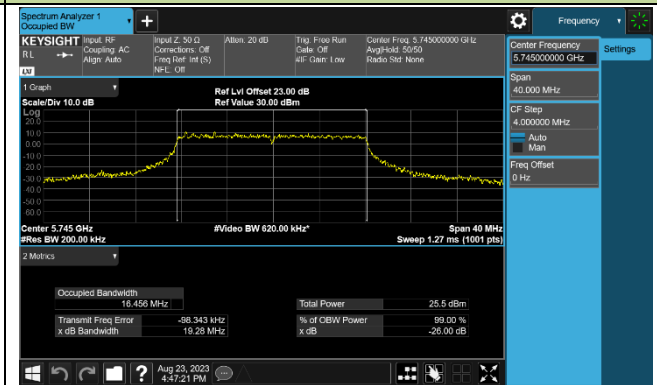 Spectrum Analyzer 1
Occupied BW
Frequency
KEYSIGHT
RL
LXI
Input: RF
Coupling: AC
Align: Auto
Input Z: 50 Ω
Corrections: Off
Freq Ref: Int (S)
NFE: Off
Atten: 20 dB
Trig: Free Run
Gate: Off
#IF Gain: Low
Center Freq: 5.745000000 GHz
Avg|Hold: 50/50
Radio Std: None
1 Graph
Scale/Div 10.0 dB
Ref Lvl Offset 23.00 dB
Ref Value 30.00 dBm
Log
20.0
10.0
0.00
-10.0
-20.0
-30.0
-40.0
-50.0
-60.0
Center 5.745 GHz
#Res BW 200.00 kHz
#Video BW 620.00 kHz*
Span 40 MHz
Sweep 1.27 ms (1001 pts)
2 Metrics
Occupied Bandwidth
16.456 MHz
Transmit Freq Error
-98.343 kHz
x dB Bandwidth
19.28 MHz
Total Power
25.5 dBm
% of OBW Power
99.00 %
x dB
-26.00 dB
Center Frequency
5.745000000 GHz
Settings
Span
40.000 MHz
CF Step
4.000000 MHz
Auto
Man
Freq Offset
0 Hz
?
Aug 23, 2023
4:47:21 PM